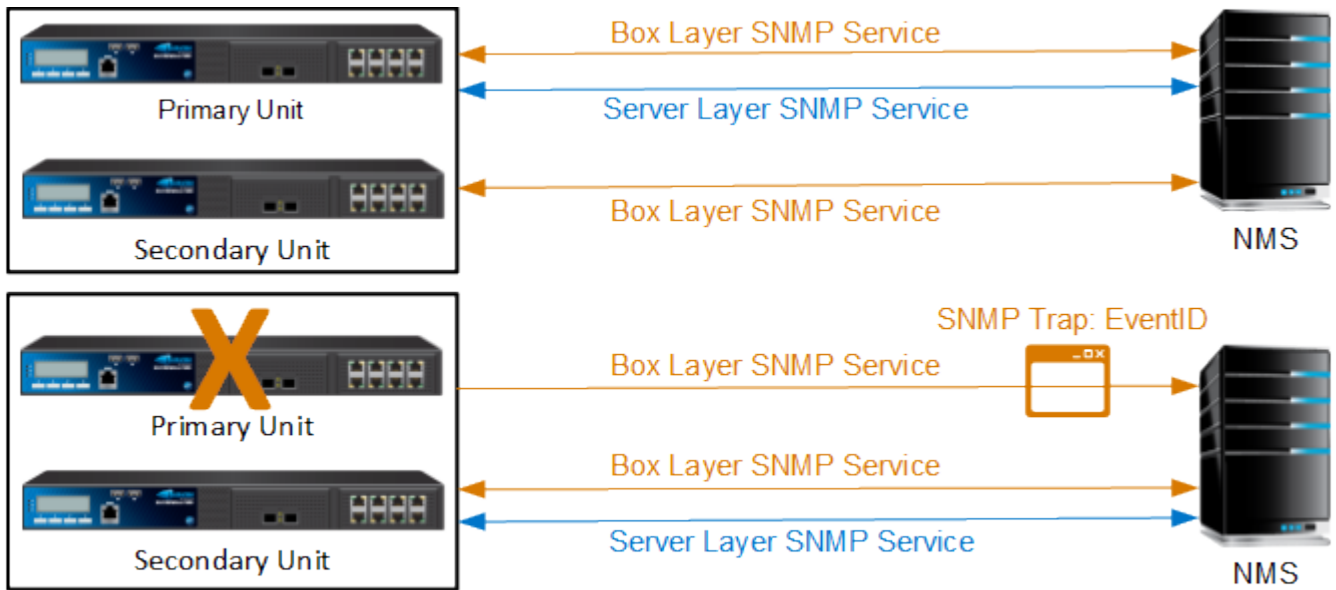 Box Layer SNMP Service
Primary Unit
Server Layer SNMP Service
Box Layer SNMP Service
Secondary Unit
NMS
SNMP Trap: EventID
X
Box Layer SNMP Service
Primary Unit
Box Layer SNMP Service
Secondary Unit
Server Layer SNMP Service
NMS